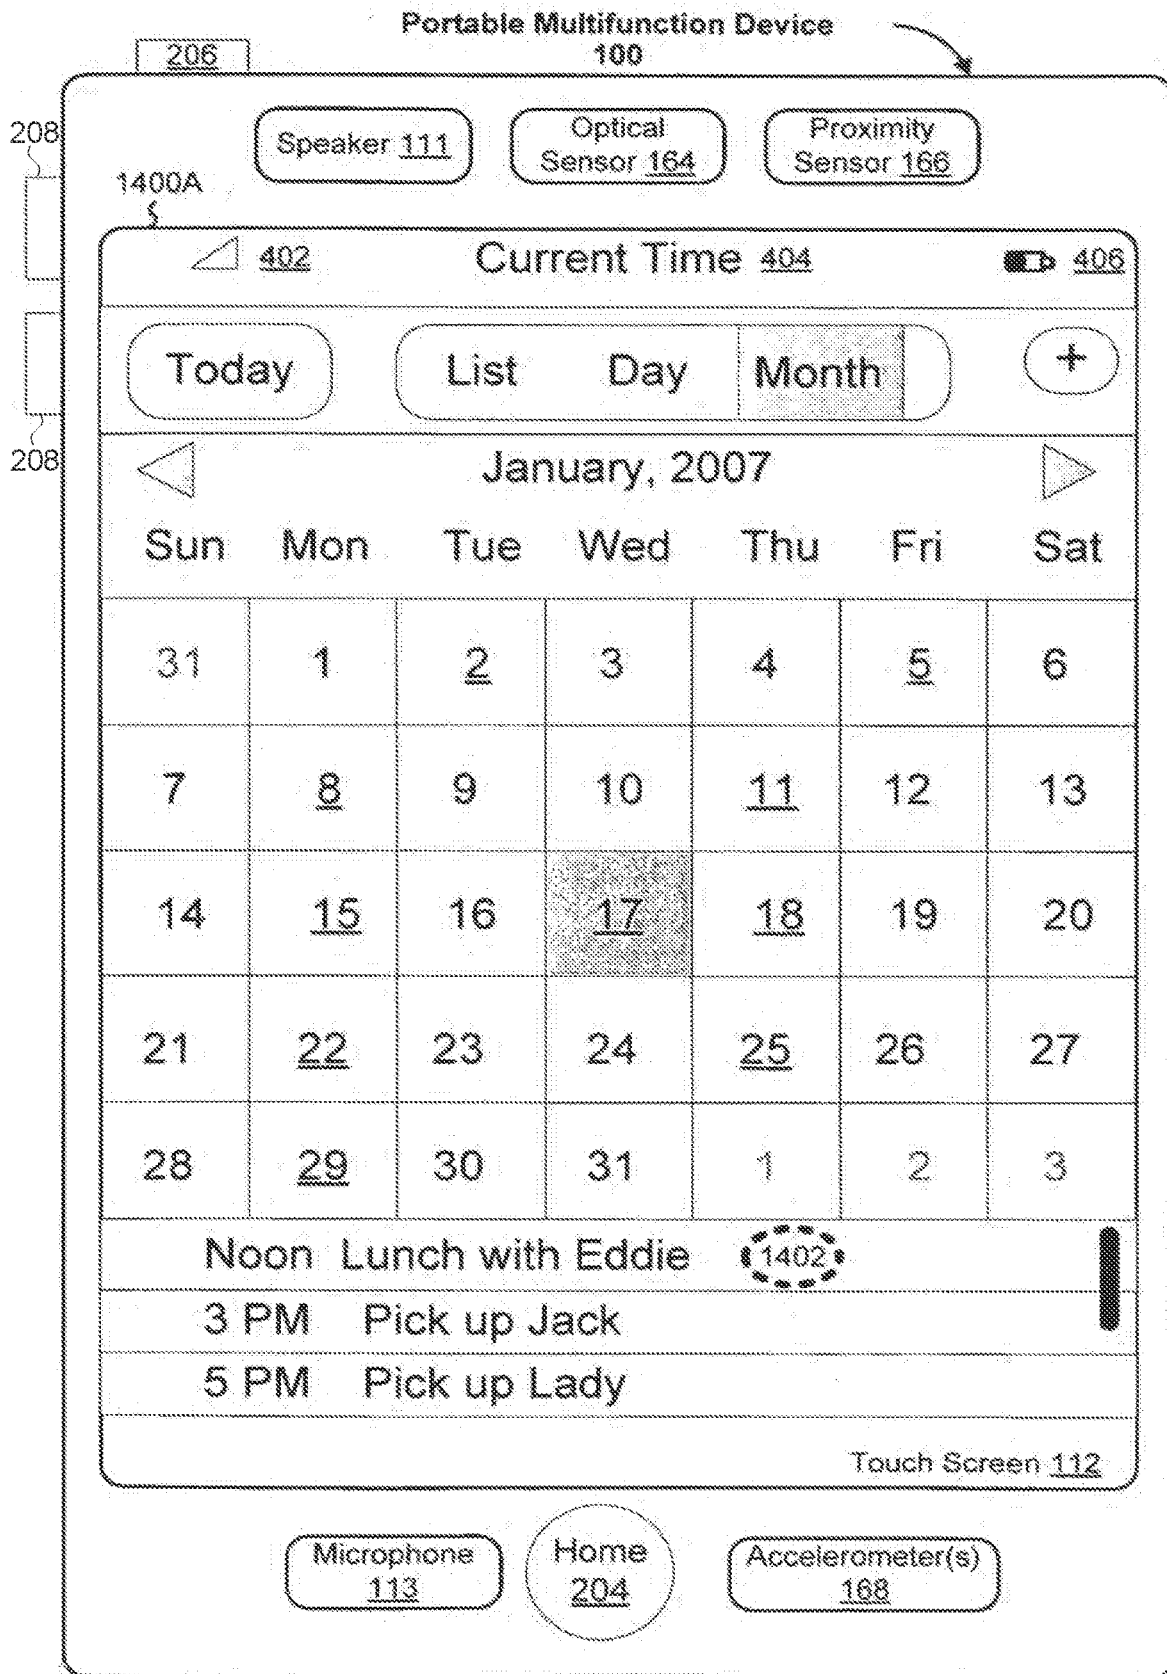 Portable Multifunction Device
100
206
208
Speaker 111
Optical
Sensor 164
Proximity
Sensor 166
1400A
402
Current Time 404
406
Today
List Day Month
+
208
January, 2007
Sun Mon Tue Wed Thu Fri Sat
31 1 2 3 4 5 6
7 8 9 10 11 12 13
14 15 16 17 18 19 20
21 22 23 24 25 26 27
28 29 30 31 1 2 3
Noon Lunch with Eddie 1402
3 PM Pick up Jack
5 PM Pick up Lady
Touch Screen 112
Microphone
113
Home
204
Accelerometer(s)
168